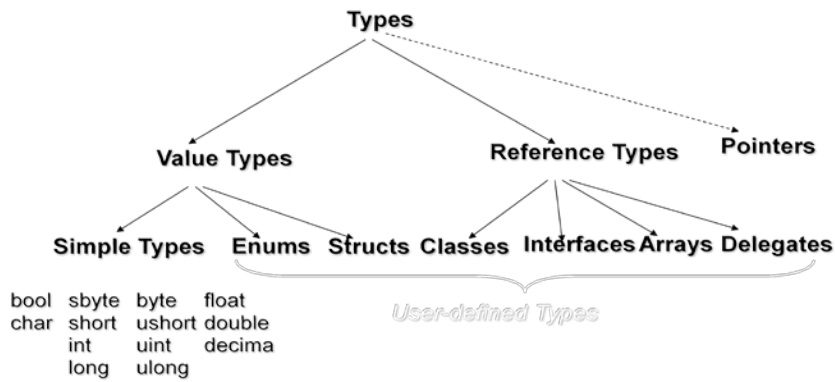 Types
Value Types Reference Types Pointers
Simple Types Enums Structs Classes Interfaces Arrays Delegates
User-defined Types
bool sbyte byte float
char short ushort double
int uint decima
long ulong